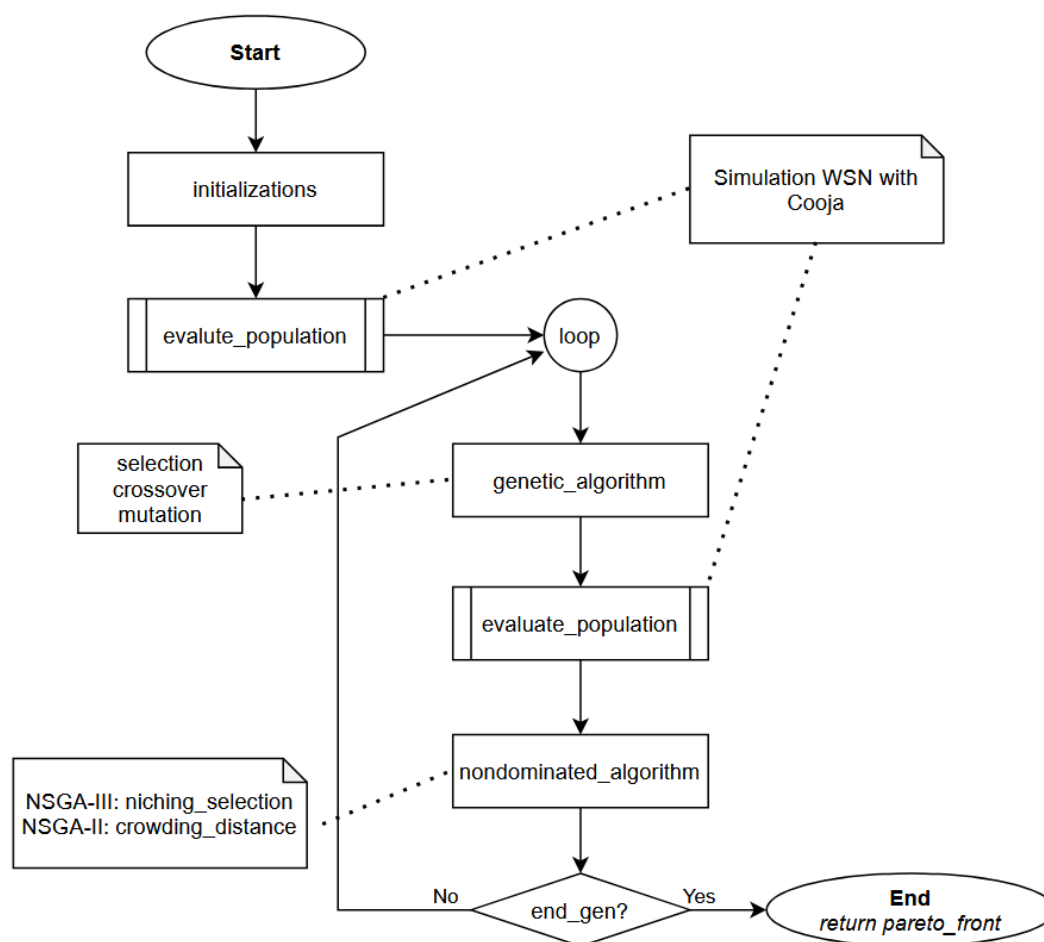 Start
initializations
Simulation WSN with
Cooja
evalute_population
loop
selection
crossover
mutation
genetic_algorithm
evaluate_population
nondominated_algorithm
NSGA-III: niching_selection
NSGA-II: crowding_distance
No
end_gen?
Yes
End
return pareto_front